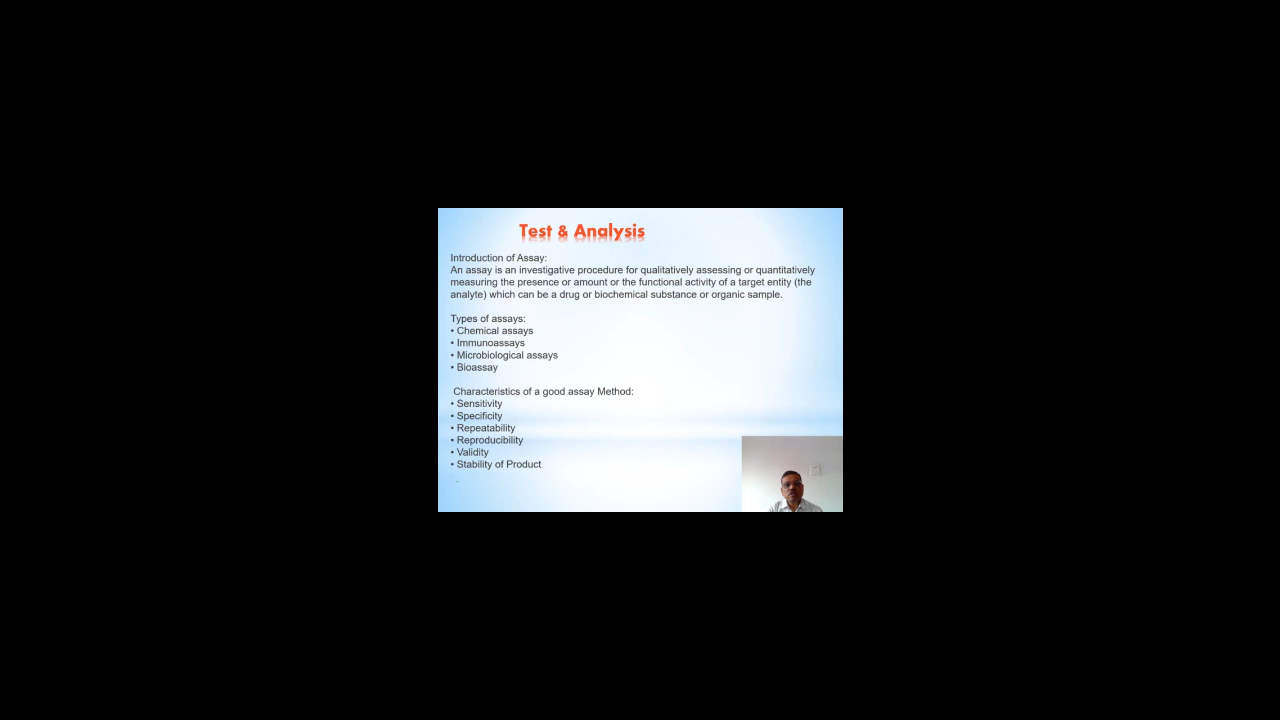 Test & Analysis
Introduction of Assay:
An assay is an investigative procedure for qualitatively assessing or quantitatively
measuring the presence or amount or the functional activity of a target entity (the
analyte) which can be a drug or biochemical substance or organic sample.
Types of assays:
• Chemical assays
• Immunoassays
• Microbiological assays
• Bioassay
Characteristics of a good assay Method:
• Sensitivity
• Specificity
• Repeatability
• Reproducibility
• Validity
• Stability of Product